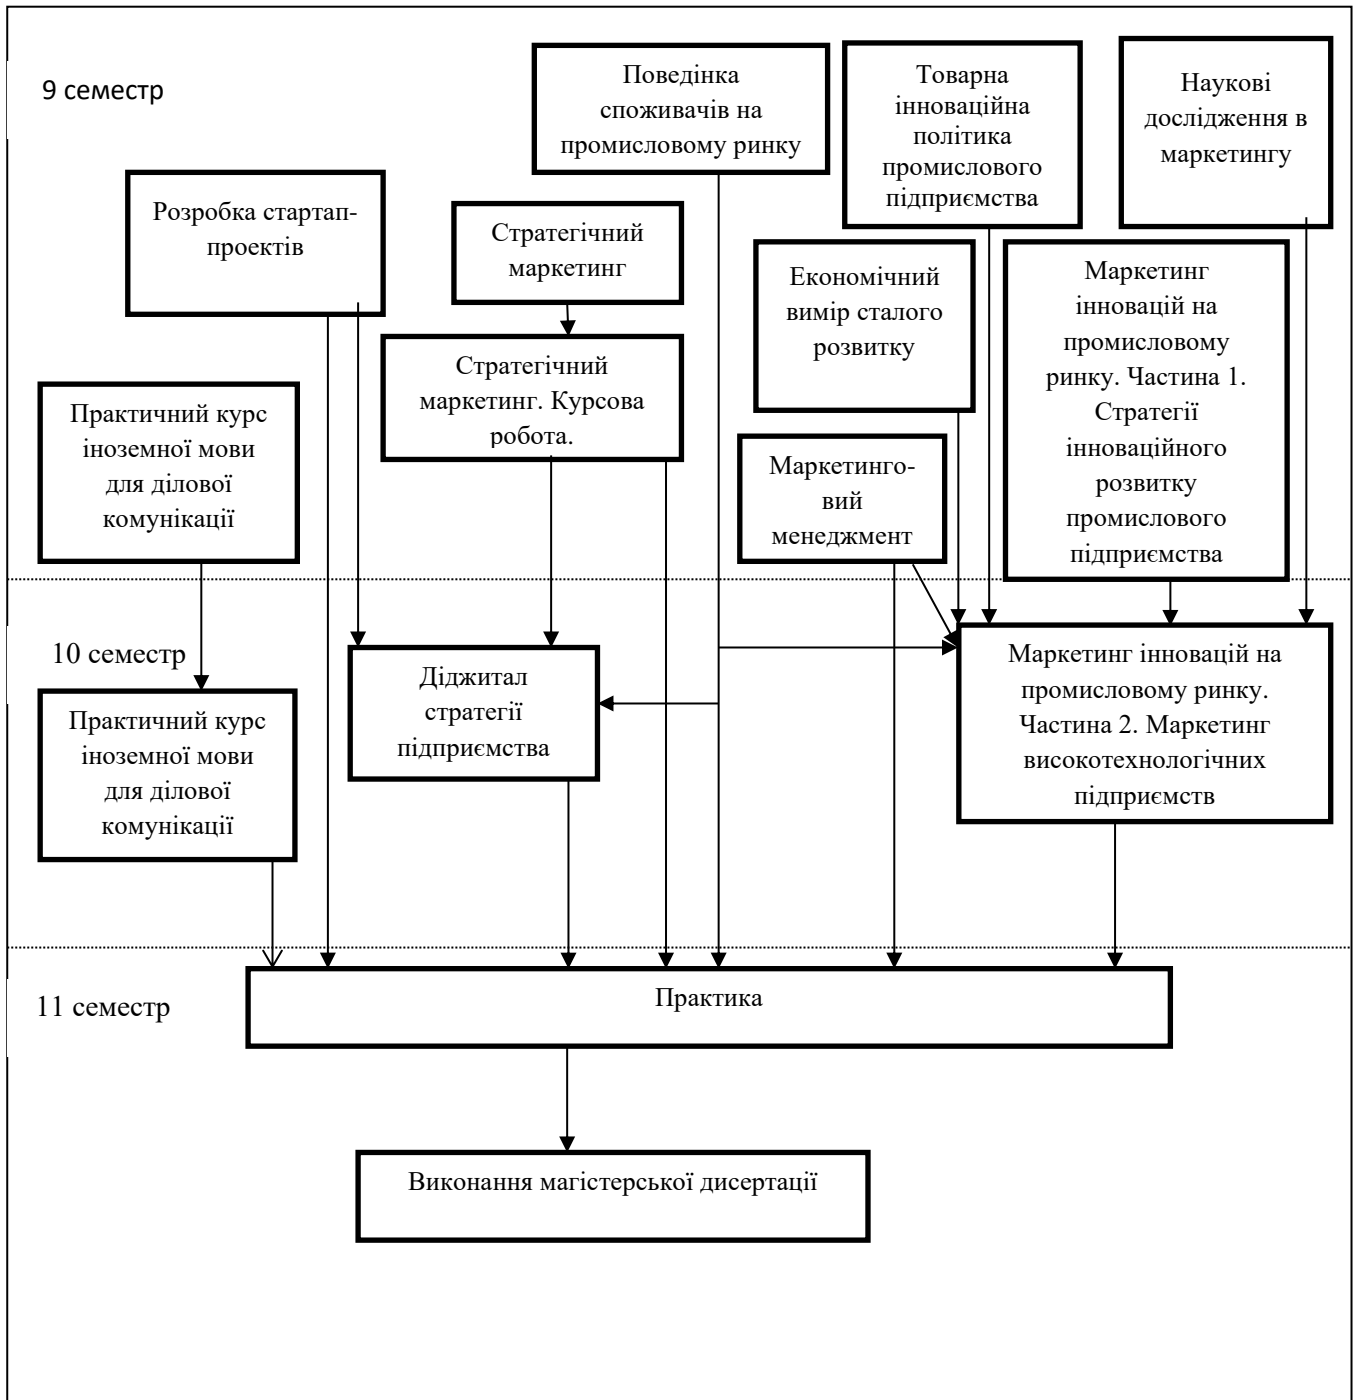 9 семестр
Поведінка
споживачів на
промисловому ринку
Товарна
інноваційна
політика
промислового
підприємства
Наукові
дослідження в
маркетингу
Розробка стартап-
проектів
Стратегічний
маркетинг
Економічний
вимір сталого
розвитку
Маркетинг
інновацій на
промисловому
ринку. Частина 1.
Стратегії
інноваційного
розвитку
промислового
підприємства
Стратегічний
маркетинг. Курсова
робота.
Практичний курс
іноземної мови
для ділової
комунікації
Маркетинго-
вий
менеджмент
10 семестр
Практичний курс
іноземної мови
для ділової
комунікації
Діджитал
стратегії
підприємства
Маркетинг інновацій на
промисловому ринку.
Частина 2. Маркетинг
високотехнологічних
підприємств
11 семестр
Практика
Виконання магістерської дисертації